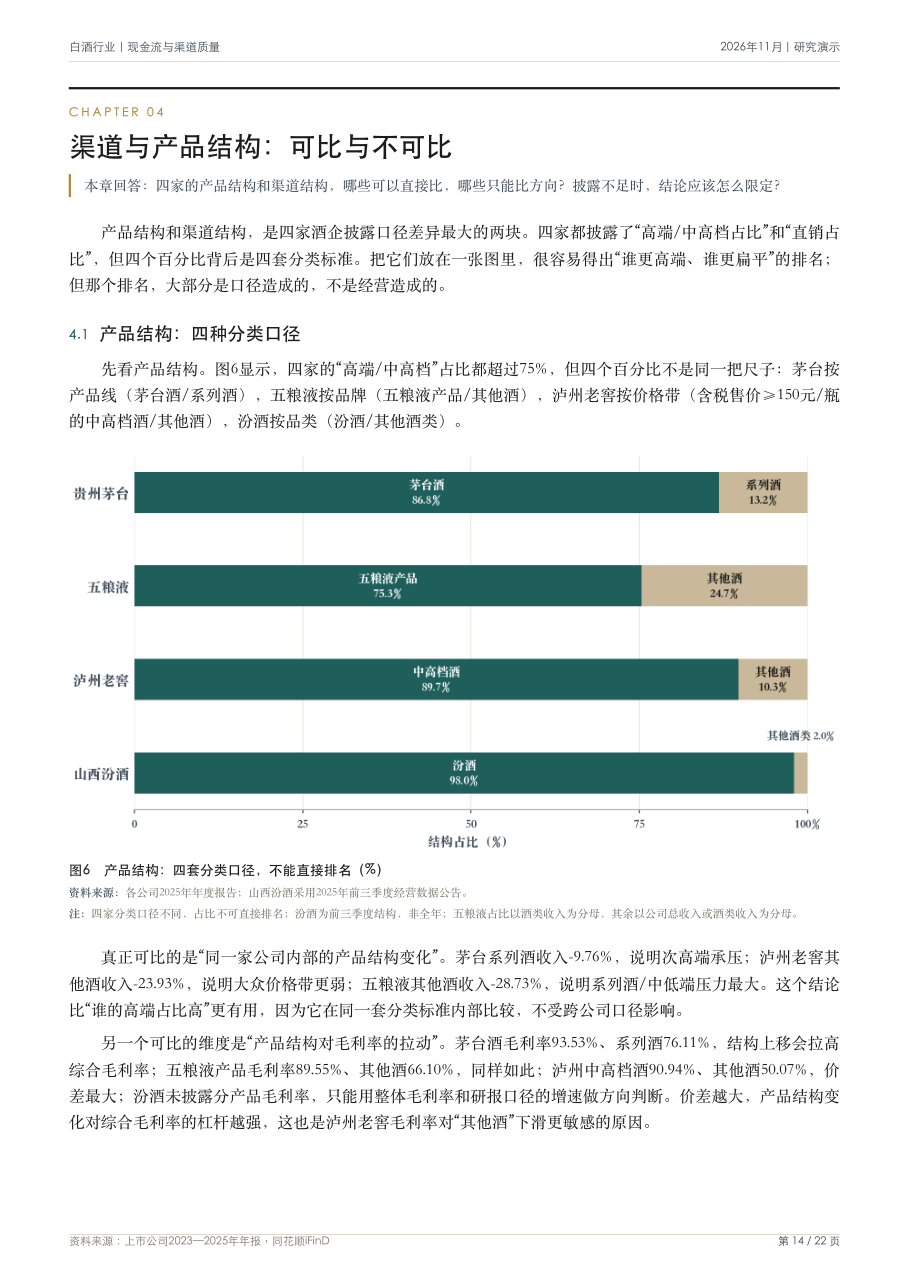 白酒行业丨现金流与渠道质量
2026年11月丨研究演示
CHAPTER 04
渠道与产品结构：可比与不可比
本章回答：四家的产品结构和渠道结构，哪些可以直接比，哪些只能比方向？披露不足时，结论应该怎么限定？
产品结构和渠道结构，是四家酒企披露口径差异最大的两块。四家都披露了“高端/中高档占比”和“直销占
比”，但四个百分比背后是四套分类标准。把它们放在一张图里，很容易得出“谁更高端、谁更扁平”的排名；
但那个排名，大部分是口径造成的，不是经营造成的。
4.1 产品结构：四种分类口径
先看产品结构。图6显示，四家的“高端/中高档”占比都超过75%，但四个百分比不是同一把尺子：茅台按
产品线（茅台酒/系列酒），五粮液按品牌（五粮液产品/其他酒），泸州老窖按价格带（含税售价≥150元/瓶
的中高档酒/其他酒），汾酒按品类（汾酒/其他酒类）。
贵州茅台
茅台酒
86.8%
系列酒
13.2%
五粮液
五粮液产品
75.3%
其他酒
24.7%
泸州老窖
中高档酒
89.7%
其他酒
10.3%
其他酒类 2.0%
山西汾酒
汾酒
98.0%
0 25 50 75 100%
结构占比（%）
图6 产品结构：四套分类口径，不能直接排名（%）
资料来源：各公司2025年年度报告；山西汾酒采用2025年前三季度经营数据公告。
注：四家分类口径不同，占比不可直接排名；汾酒为前三季度结构，非全年；五粮液占比以酒类收入为分母，其余以公司总收入或酒类收入为分母。
真正可比的是“同一家公司内部的产品结构变化”。茅台系列酒收入-9.76%，说明次高端承压；泸州老窖其
他酒收入-23.93%，说明大众价格带更弱；五粮液其他酒收入-28.73%，说明系列酒/中低端压力最大。这个结论
比“谁的高端占比高”更有用，因为它在同一套分类标准内部比较，不受跨公司口径影响。
另一个可比的维度是“产品结构对毛利率的拉动”。茅台酒毛利率93.53%、系列酒76.11%，结构上移会拉高
综合毛利率；五粮液产品毛利率89.55%、其他酒66.10%，同样如此；泸州中高档酒90.94%、其他酒50.07%，价
差最大；汾酒未披露分产品毛利率，只能用整体毛利率和研报口径的增速做方向判断。价差越大，产品结构变
化对综合毛利率的杠杆越强，这也是泸州老窖毛利率对“其他酒”下滑更敏感的原因。
资料来源：上市公司2023—2025年年报·同花顺iFinD
第 14 / 22 页